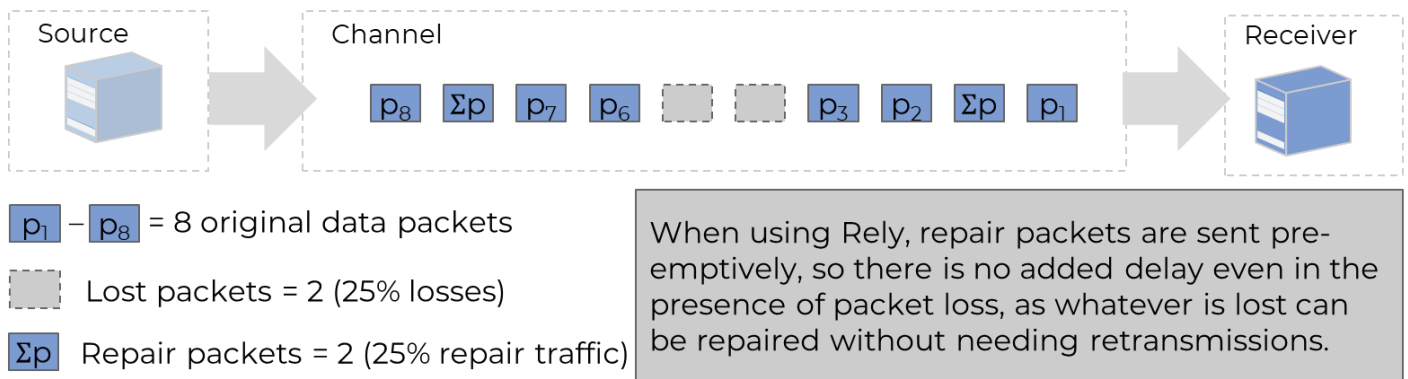 Source
Channel
Receiver
p₈ Σp p₇ p₆ p₃ p₂ Σp p₁
p₁ – p₈ = 8 original data packets
Lost packets = 2 (25% losses)
Σp Repair packets = 2 (25% repair traffic)
When using Rely, repair packets are sent pre-
emptively, so there is no added delay even in the
presence of packet loss, as whatever is lost can
be repaired without needing retransmissions.